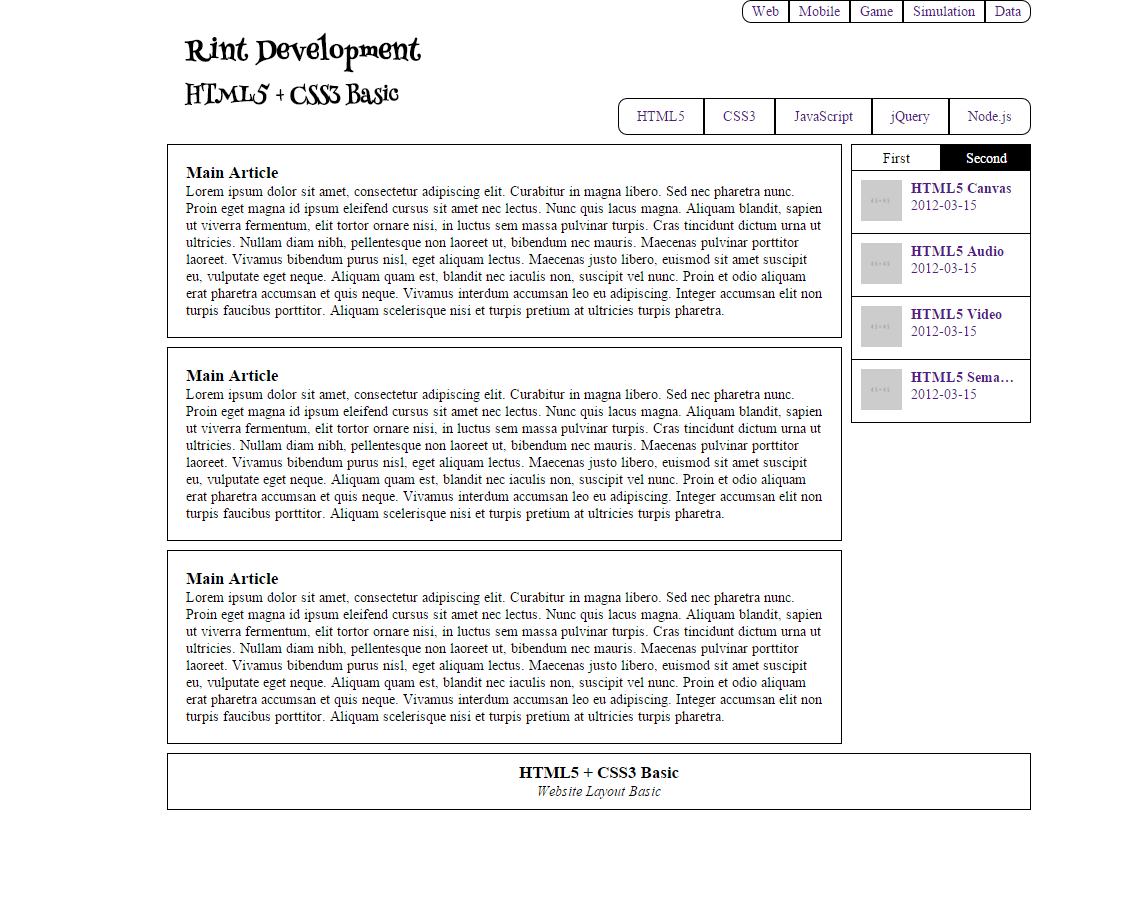 Web Mobile Game Simulation Data
Rint Development
HTML5 + CSS3 Basic
HTML5 CSS3 JavaScript jQuery Node.js
Main Article
Lorem ipsum dolor sit amet, consectetur adipiscing elit. Curabitur in magna libero. Sed nec pharetra nunc.
Proin eget magna id ipsum eleifend cursus sit amet nec lectus. Nunc quis lacus magna. Aliquam blandit, sapien
ut viverra fermentum, elit tortor ornare nisi, in luctus sem massa pulvinar turpis. Cras tincidunt dictum urna ut
ultricies. Nullam diam nibh, pellentesque non laoreet ut, bibendum nec mauris. Maecenas pulvinar porttitor
laoreet. Vivamus bibendum purus nisl, eget aliquam lectus. Maecenas justo libero, euismod sit amet suscipit
eu, vulputate eget neque. Aliquam quam est, blandit nec iaculis non, suscipit vel nunc. Proin et odio aliquam
erat pharetra accumsan et quis neque. Vivamus interdum accumsan leo eu adipiscing. Integer accumsan elit non
turpis faucibus porttitor. Aliquam scelerisque nisi et turpis pretium at ultricies turpis pharetra.
Main Article
Lorem ipsum dolor sit amet, consectetur adipiscing elit. Curabitur in magna libero. Sed nec pharetra nunc.
Proin eget magna id ipsum eleifend cursus sit amet nec lectus. Nunc quis lacus magna. Aliquam blandit, sapien
ut viverra fermentum, elit tortor ornare nisi, in luctus sem massa pulvinar turpis. Cras tincidunt dictum urna ut
ultricies. Nullam diam nibh, pellentesque non laoreet ut, bibendum nec mauris. Maecenas pulvinar porttitor
laoreet. Vivamus bibendum purus nisl, eget aliquam lectus. Maecenas justo libero, euismod sit amet suscipit
eu, vulputate eget neque. Aliquam quam est, blandit nec iaculis non, suscipit vel nunc. Proin et odio aliquam
erat pharetra accumsan et quis neque. Vivamus interdum accumsan leo eu adipiscing. Integer accumsan elit non
turpis faucibus porttitor. Aliquam scelerisque nisi et turpis pretium at ultricies turpis pharetra.
Main Article
Lorem ipsum dolor sit amet, consectetur adipiscing elit. Curabitur in magna libero. Sed nec pharetra nunc.
Proin eget magna id ipsum eleifend cursus sit amet nec lectus. Nunc quis lacus magna. Aliquam blandit, sapien
ut viverra fermentum, elit tortor ornare nisi, in luctus sem massa pulvinar turpis. Cras tincidunt dictum urna ut
ultricies. Nullam diam nibh, pellentesque non laoreet ut, bibendum nec mauris. Maecenas pulvinar porttitor
laoreet. Vivamus bibendum purus nisl, eget aliquam lectus. Maecenas justo libero, euismod sit amet suscipit
eu, vulputate eget neque. Aliquam quam est, blandit nec iaculis non, suscipit vel nunc. Proin et odio aliquam
erat pharetra accumsan et quis neque. Vivamus interdum accumsan leo eu adipiscing. Integer accumsan elit non
turpis faucibus porttitor. Aliquam scelerisque nisi et turpis pretium at ultricies turpis pharetra.
First Second
HTML5 Canvas
2012-03-15
HTML5 Audio
2012-03-15
HTML5 Video
2012-03-15
HTML5 Sema…
2012-03-15
HTML5 + CSS3 Basic
Website Layout Basic